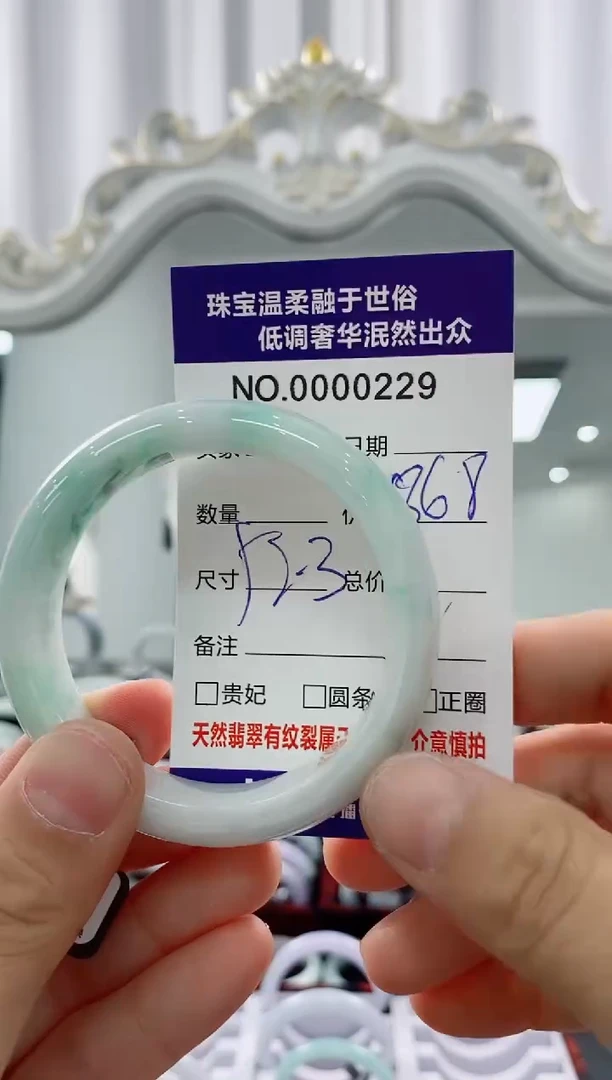 珠宝温柔融于世俗
低调奢华泯然出众
NO.0000229
日期
数量 868
尺寸 53.3 总价
备注
□贵妃 □圆条 □正圈
天然翡翠有纹裂属 介意慎拍